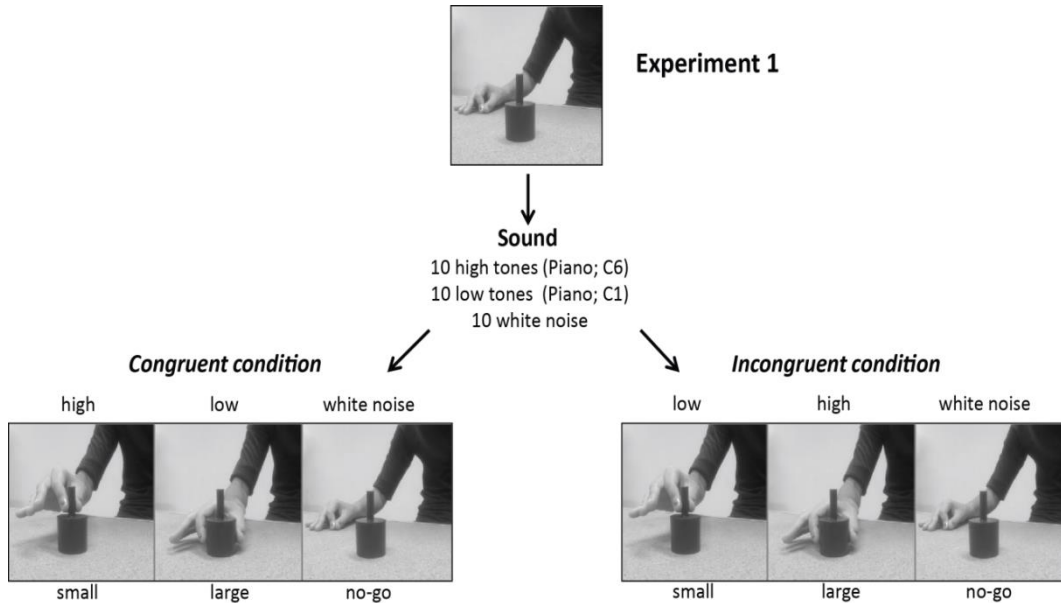 Experiment 1
Sound
10 high tones (Piano; C6)
10 low tones (Piano; C1)
10 white noise
Congruent condition
high low white noise
small large no-go
Incongruent condition
low high white noise
small large no-go